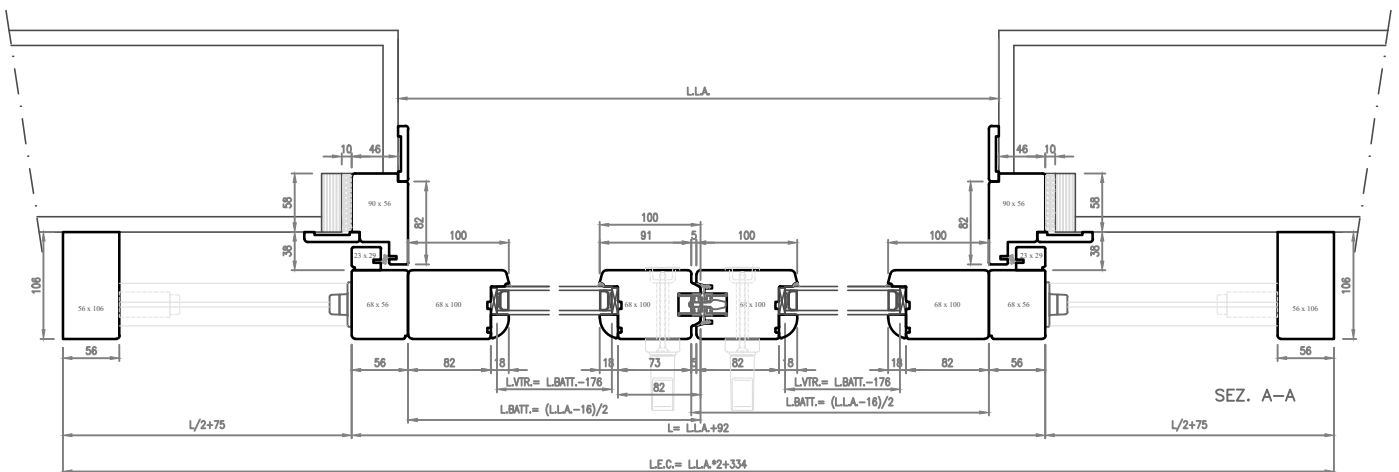 L.L.A.
10 46
46 10
58
90 x 56
82
100
82
90 x 56
58
100
91
5
100
100
38
23 x 29
23 x 29
38
106
56 x 106
68 x 56
68 x 100
68 x 100
68 x 100
68 x 100
68 x 56
56 x 106
106
56
56
82
18
18
73
5
82
18
18
82
56
56
L.VTR.= L.BATT.-176
82
L.VTR.= L.BATT.-176
SEZ. A-A
L.BATT.= (L.L.A.-16)/2
L.BATT.= (L.L.A.-16)/2
L/2+75
L= L.L.A.+92
L/2+75
L.E.C.= L.L.A.*2+334